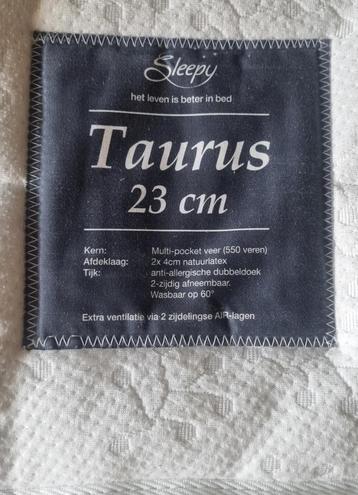 Sleepy
het leven is beter in bed
Taurus
23 cm
Kern: Multi-pocket veer (550 veren)
Afdeklaag: 2x 4cm natuurlatex
Tijk: anti-allergische dubbeldoek
2-zijdig afneembaar.
Wasbaar op 60°
Extra ventilatie via 2 zijdelingse AIR-lagen